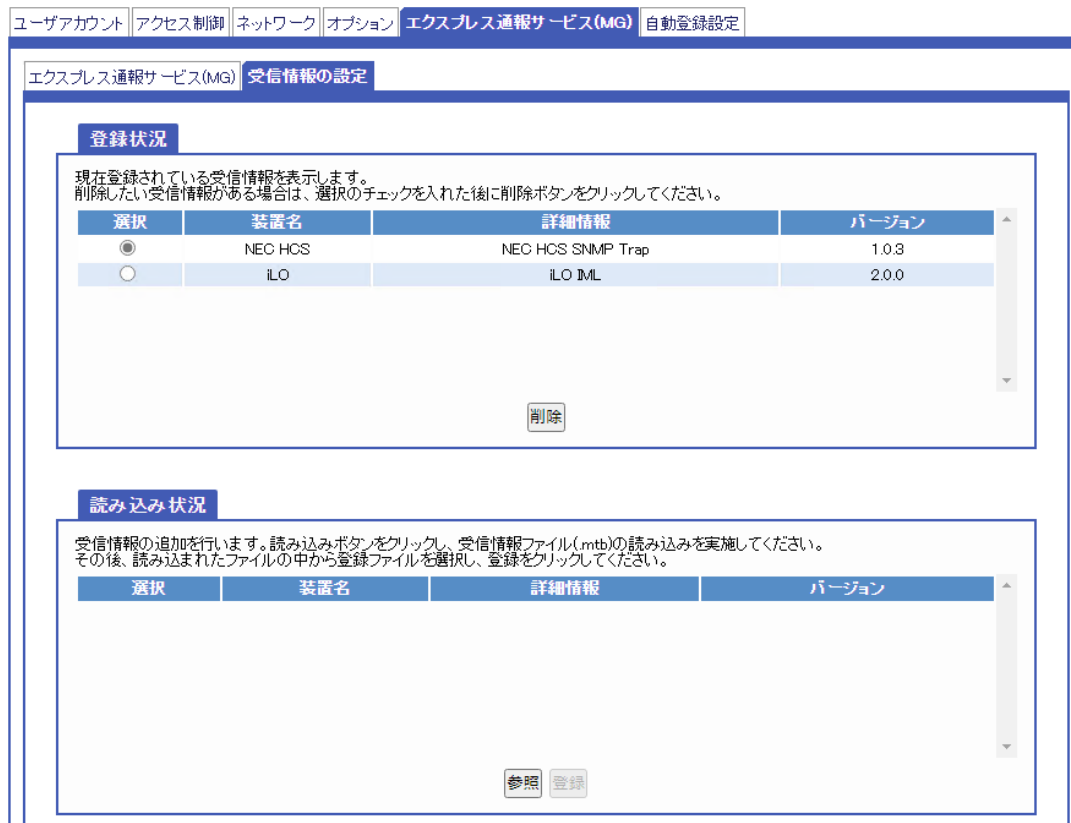 ユーザアカウント アクセス制御 ネットワーク オプション エクスプレス通報サービス(MG) 自動登録設定
エクスプレス通報サービス(MG) 受信情報の設定
登録状況
現在登録されている受信情報を表示します。
削除したい受信情報がある場合は、選択のチェックを入れた後に削除ボタンをクリックしてください。
選択 装置名 詳細情報 バージョン
NEC HCS NEC HCS SNMP Trap 1.0.3
iLO iLO IML 2.0.0
削除
読み込み状況
受信情報の追加を行います。読み込みボタンをクリックし、受信情報ファイル(.mtb)の読み込みを実施してください。
その後、読み込まれたファイルの中から登録ファイルを選択し、登録をクリックしてください。
選択 装置名 詳細情報 バージョン
参照 登録